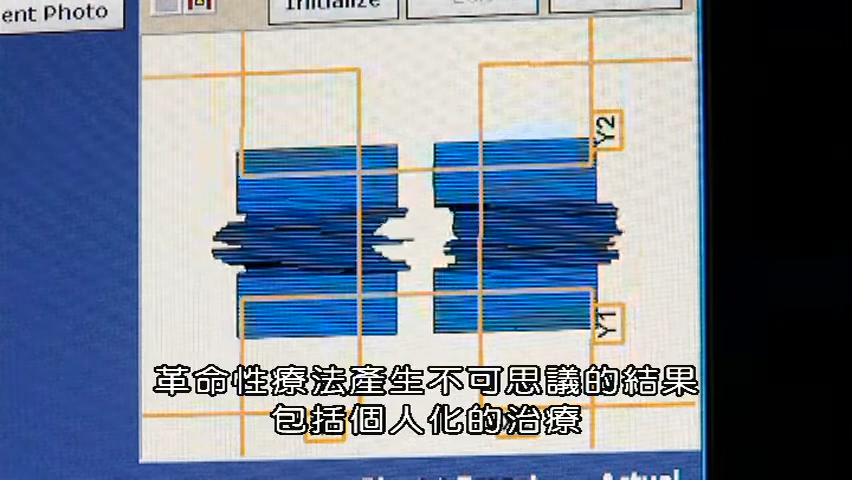 ent Photo
Initialize
Y2
Y1
革命性療法產生不可思議的結果
包括個人化的治療
Actual